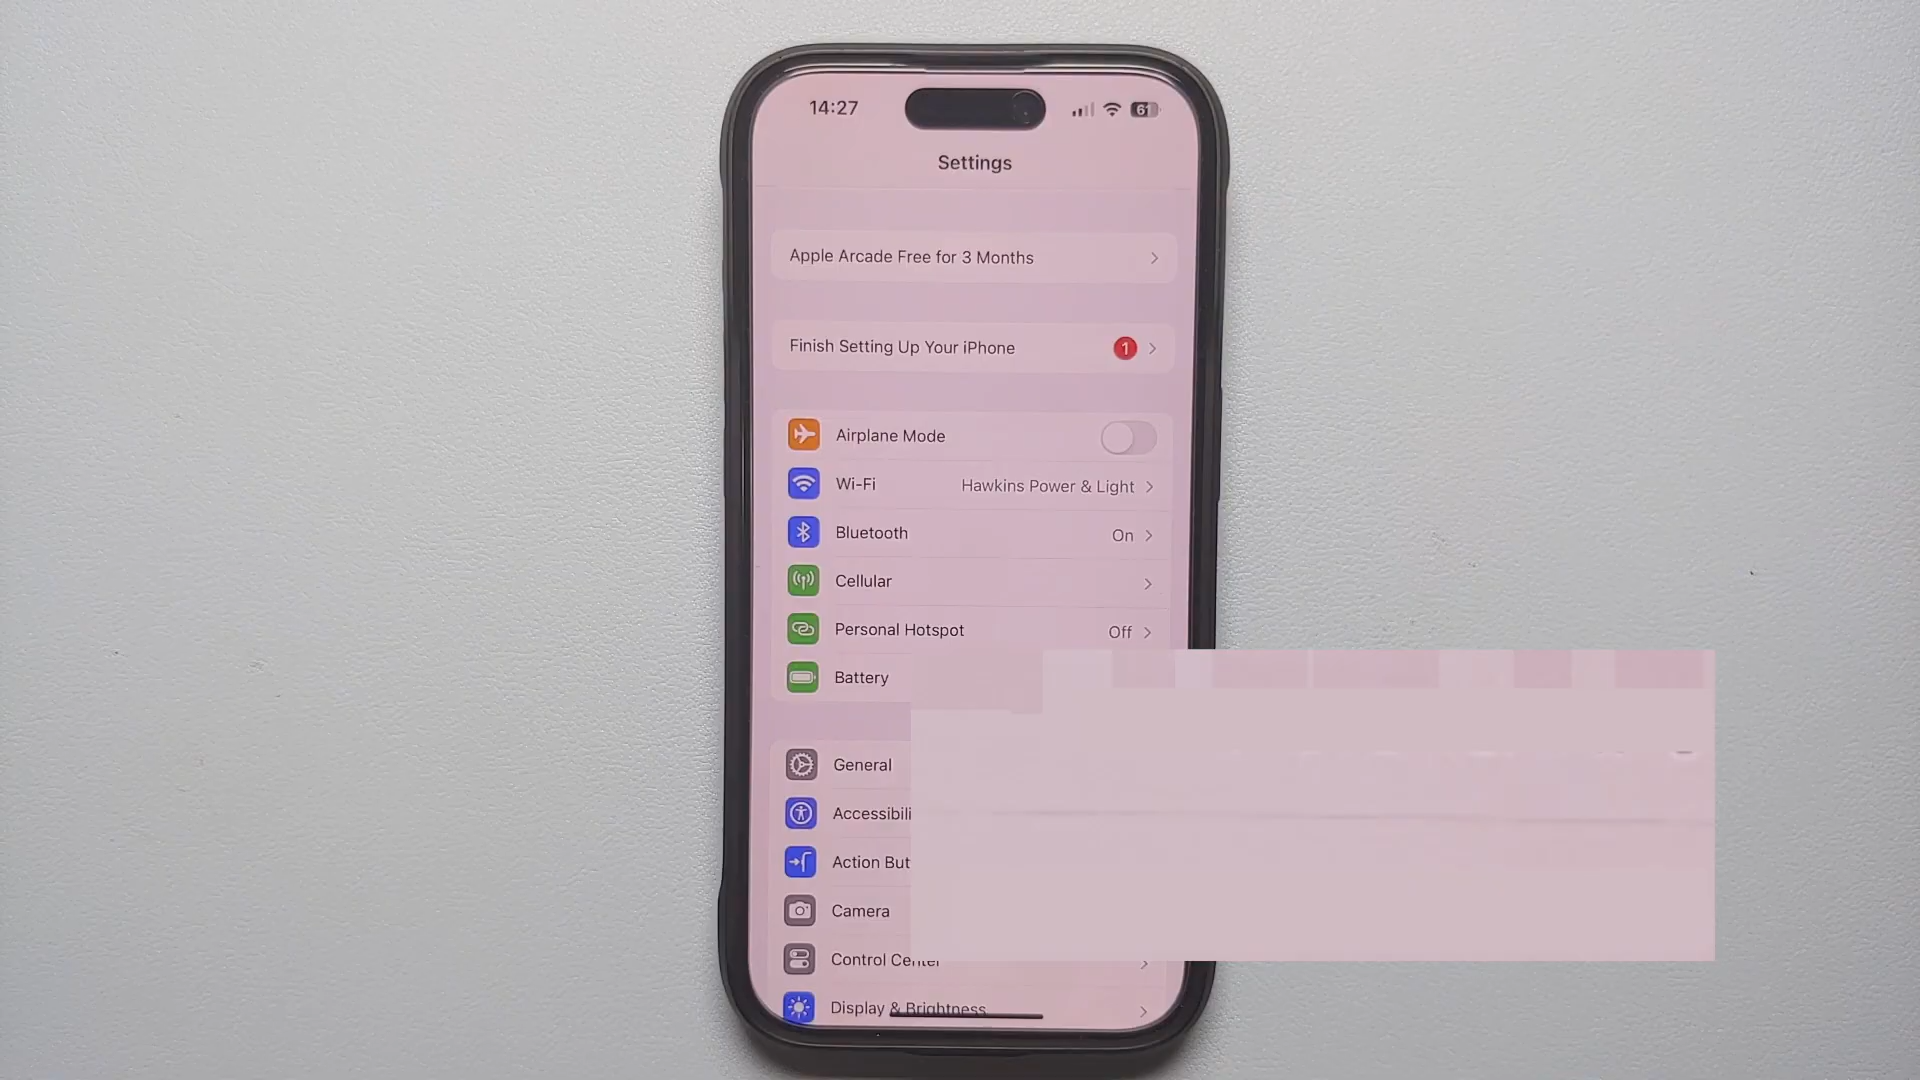 14:27
61
Settings
Apple Arcade Free for 3 Months
Finish Setting Up Your iPhone 1
Airplane Mode
Wi-Fi Hawkins Power & Light
Bluetooth On
Cellular
Personal Hotspot Off
Battery
General
Accessibili
Action But
Camera
Control Center
Display & Brightness